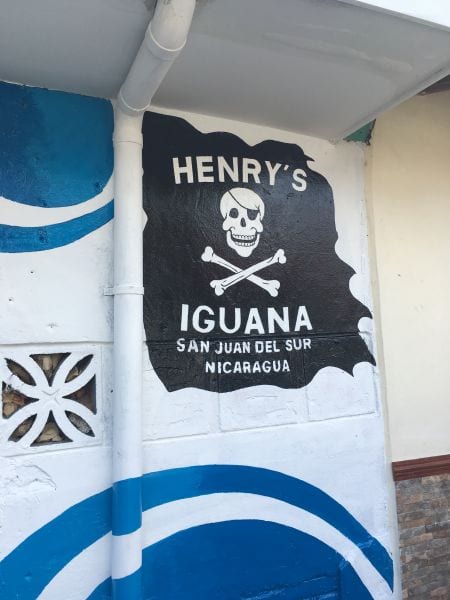 HENRY'S
IGUANA
SAN JUAN DEL SUR
NICARAGUA